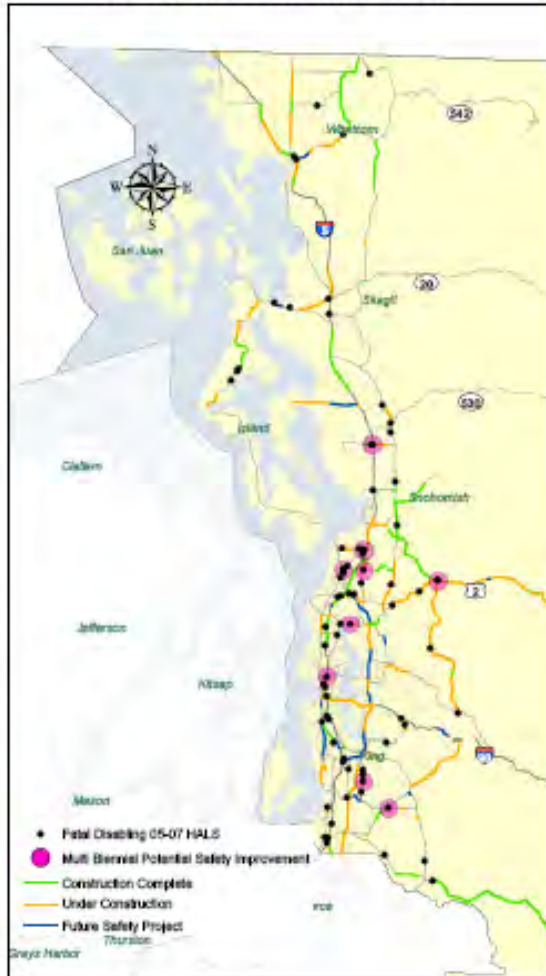 Whatcom
542
N
W
E
S
5
San Juan
20
Skagit
530
Island
Clallam
Snohomish
2
Jefferson
Kitsap
King
90
Mason
Fatal Disabling 05-07 HALS
Multi Biennial Potential Safety Improvement
Construction Complete
Under Construction
Future Safety Project
Thurston
Grays Harbor